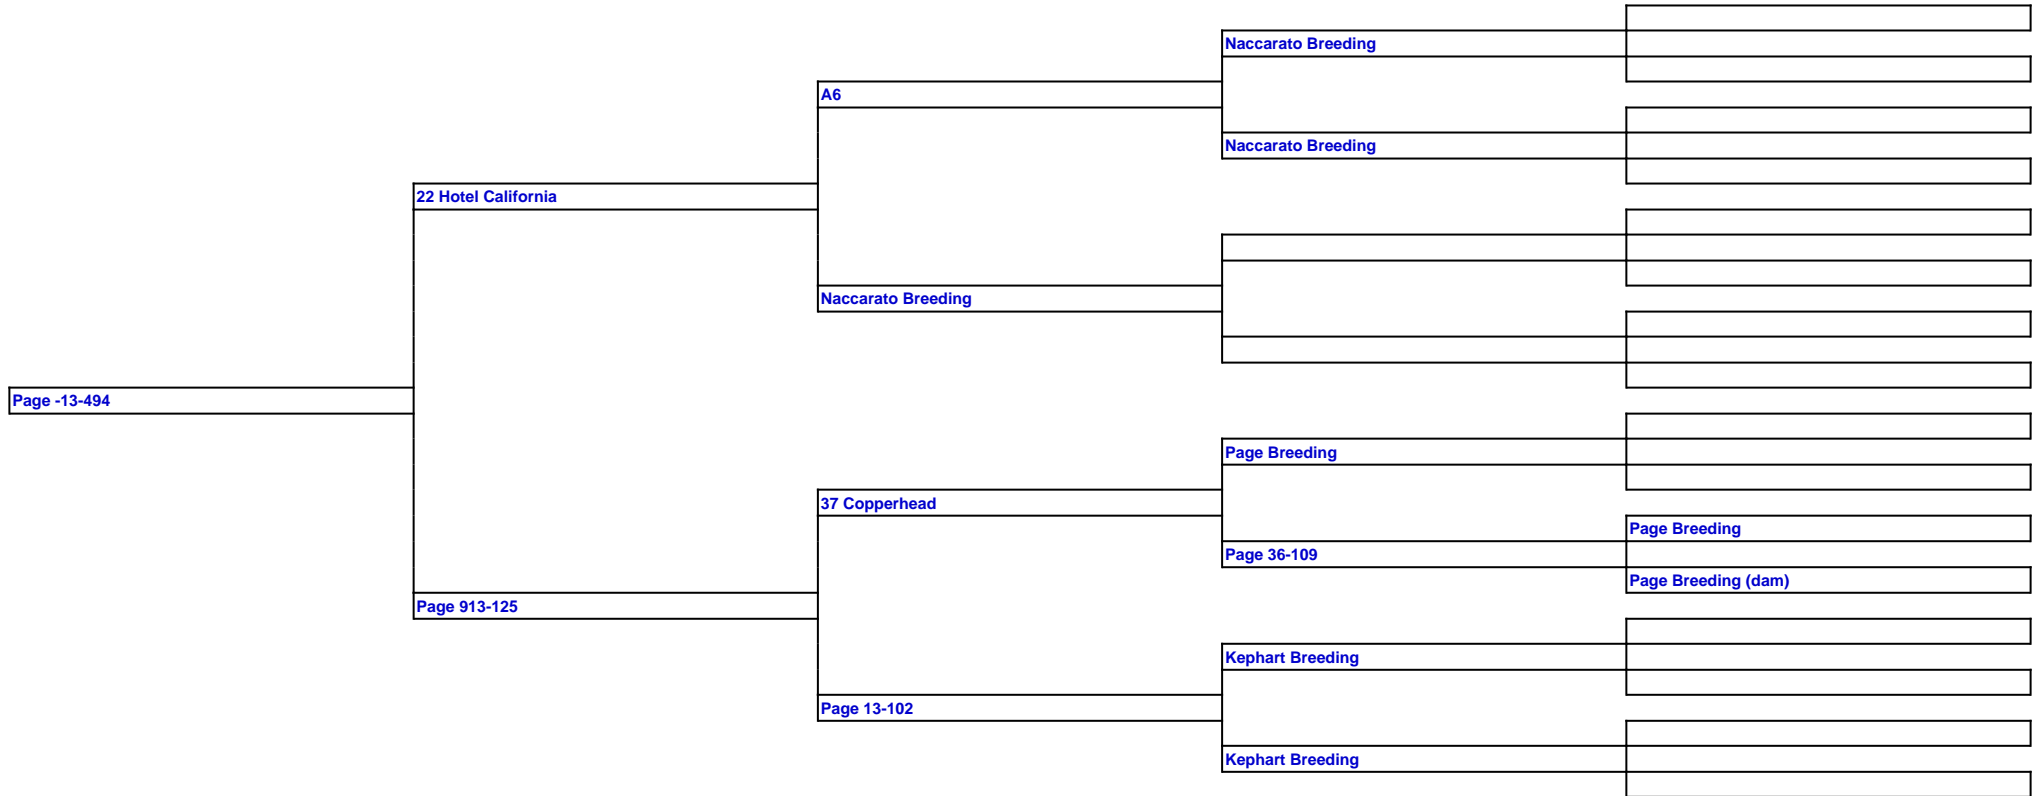 Naccarato Breeding
A6
Naccarato Breeding
22 Hotel California
Naccarato Breeding
Page -13-494
Page Breeding
37 Copperhead
Page Breeding
Page 36-109
Page Breeding (dam)
Page 913-125
Kephart Breeding
Page 13-102
Kephart Breeding